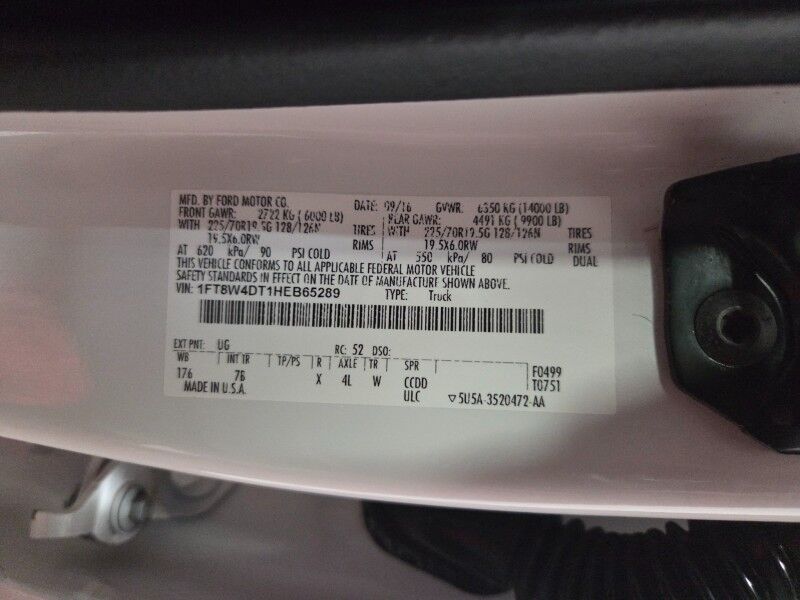 MFD. BY FORD MOTOR CO. DATE: 09/16 GVWR: 6350 KG (14000 LB)
FRONT GAWR: 2722 KG (6000 LB) REAR GAWR: 4491 KG (9900 LB)
WITH 225/70R19.5G 128/126N TIRES WITH 225/70R19.5G 128/126N TIRES
19.5X6.0RW RIMS 19.5X6.0RW RIMS
AT 620 kPa/ 90 PSI COLD AT 550 kPa/ 80 PSI COLD DUAL
THIS VEHICLE CONFORMS TO ALL APPLICABLE FEDERAL MOTOR VEHICLE
SAFETY STANDARDS IN EFFECT ON THE DATE OF MANUFACTURE SHOWN ABOVE.
VIN: 1FT8W4DT1HEB65289 TYPE: Truck
EXT PNT: UG RC: 52 DSO:
WB INT TR TP/PS R AXLE TR SPR F0499
176 7B X 4L W CCDD T0751
MADE IN U.S.A. ULC ▽5U5A-3520472-AA